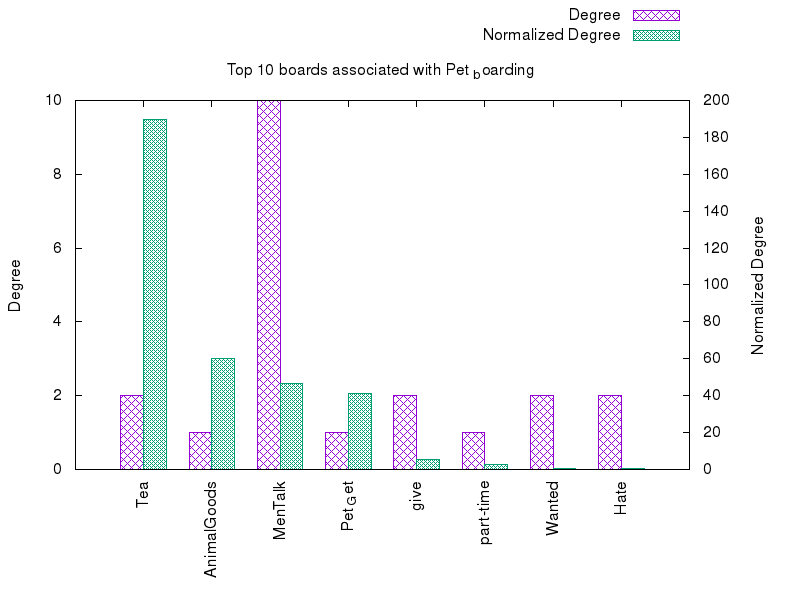 Degree
Normalized Degree
Top 10 boards associated with Pet boarding
10
8
6
4
2
0
200
180
160
140
120
100
80
60
40
20
0
Degree
Normalized Degree
Tea
AnimalGoods
MenTalk
PetGet
give
part-time
Wanted
Hate